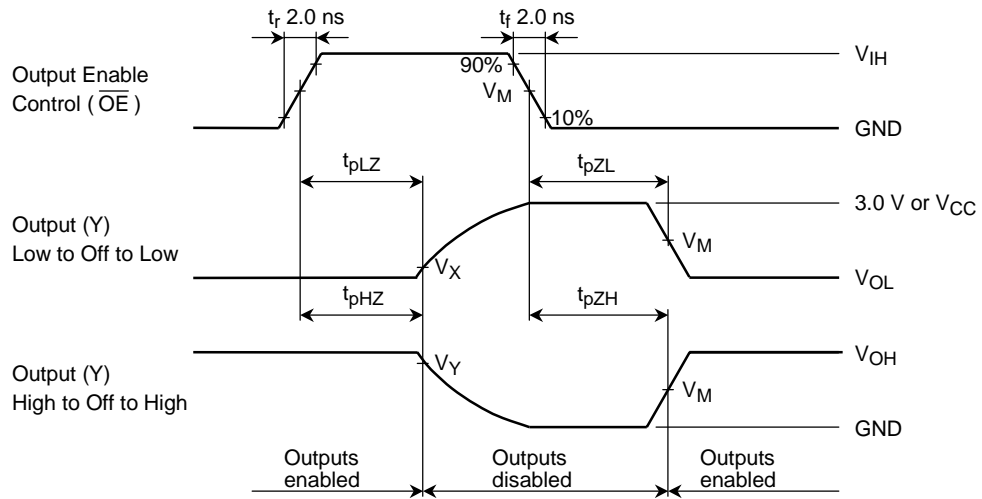 tr 2.0 ns
tf 2.0 ns
Output Enable
Control ( OE )
90%
VM
10%
VIH
GND
tpLZ
tpZL
Output (Y)
Low to Off to Low
VX
VM
3.0 V or VCC
VOL
tpHZ
tpZH
Output (Y)
High to Off to High
VY
VM
VOH
GND
Outputs
enabled
Outputs
disabled
Outputs
enabled